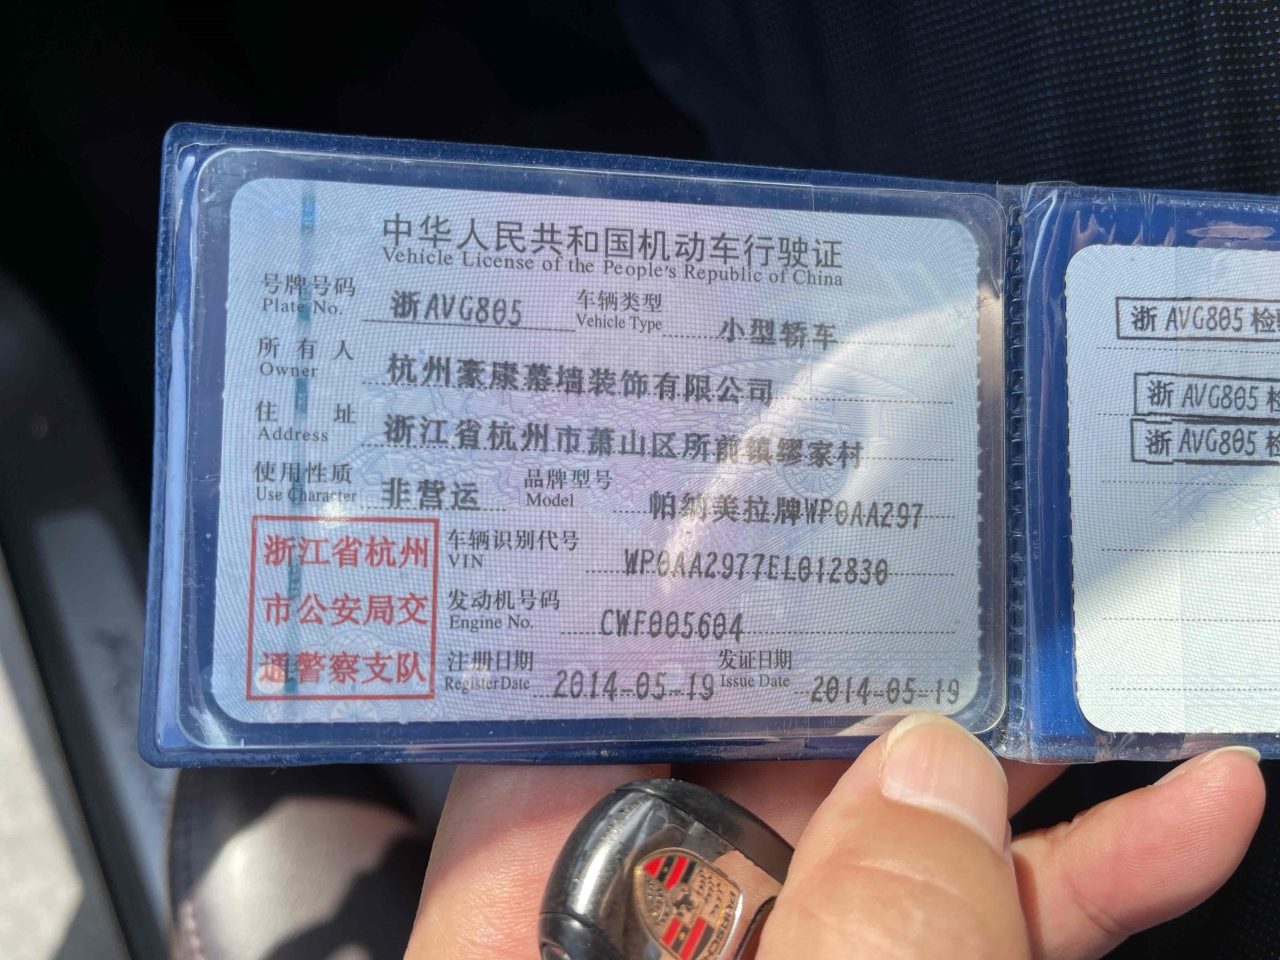 中华人民共和国机动车行驶证
Vehicle License of the People's Republic of China
号牌号码 浙AVG805 车辆类型 小型轿车
Plate No. Vehicle Type
所有人 杭州豪康幕墙装饰有限公司
Owner
住址 浙江省杭州市萧山区所前镇缪家村
Address
使用性质 非营运 品牌型号 帕纳美拉牌WP0AA297
Use Character Model
浙江省杭州
市公安局交
通警察支队
车辆识别代号 WP0AA2977EL012830
VIN
发动机号码 CWF005604
Engine No.
注册日期 2014-05-19 发证日期 2014-05-19
Register Date Issue Date
浙AVG805检
浙AVG805检
浙AVG805检